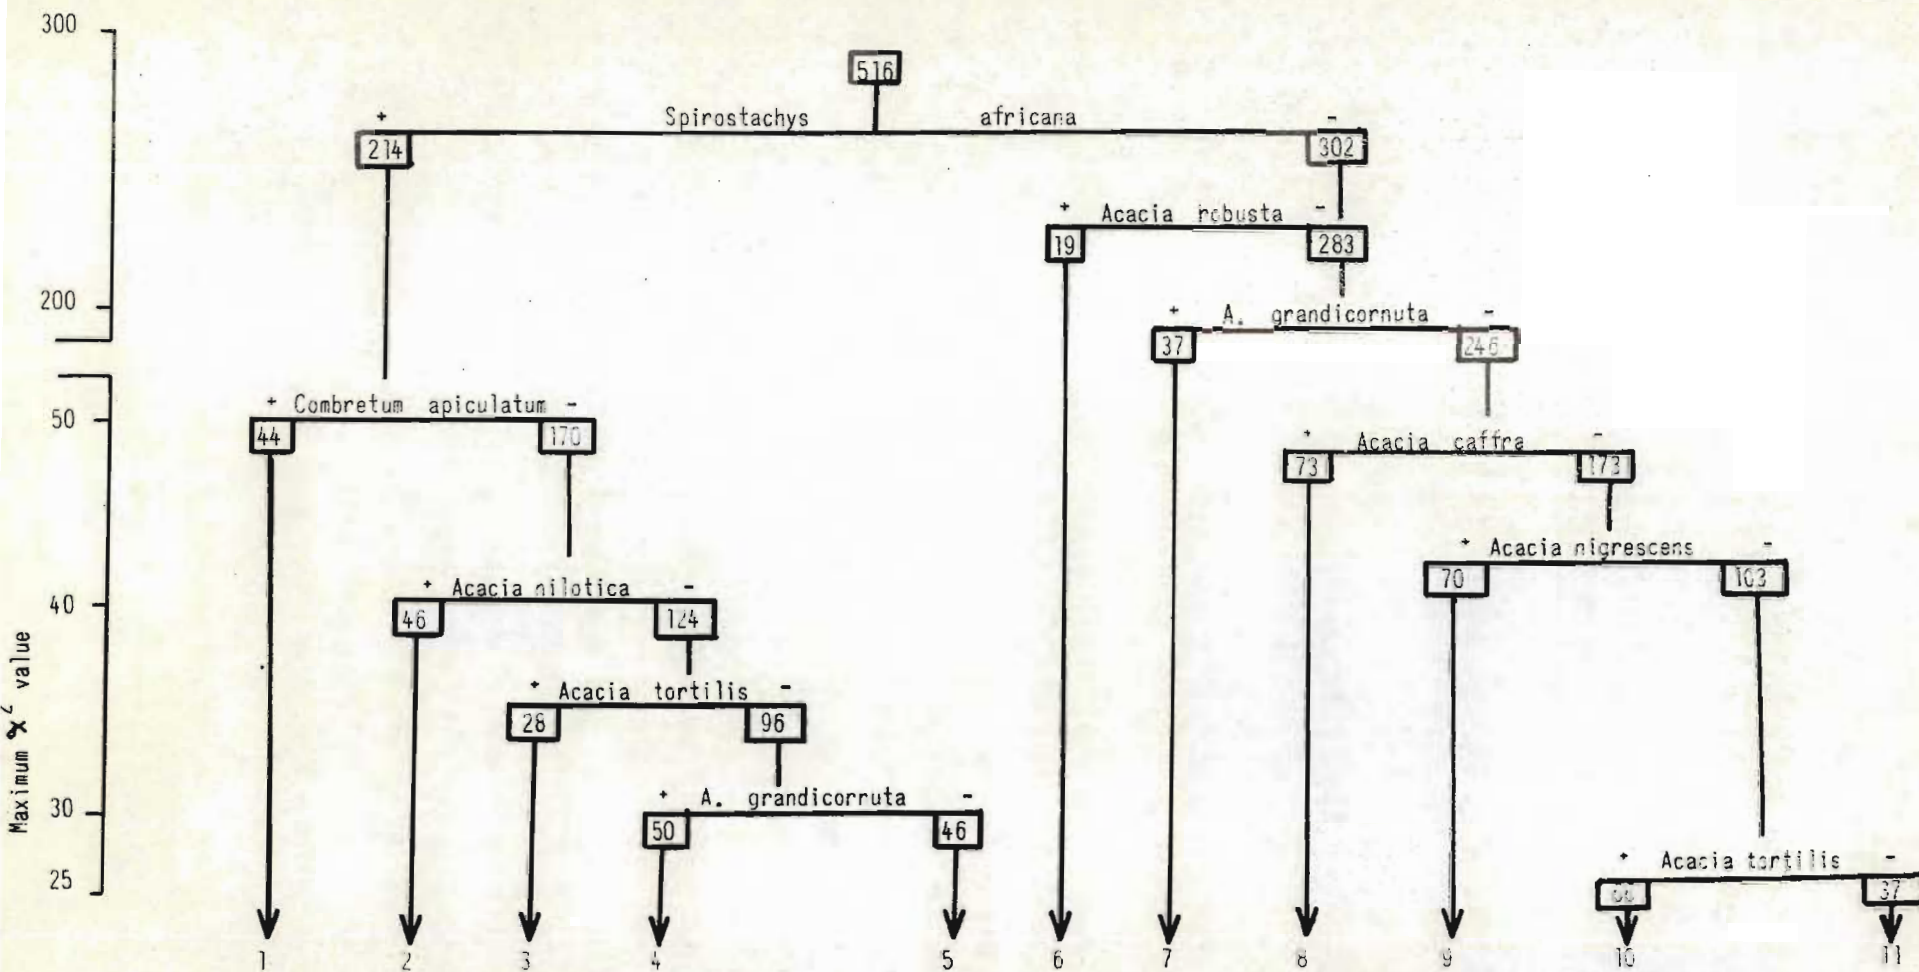 300
516
+ Spirostachys africana -
214 302
+ Acacia robusta -
19 283
200
+ A. grandicornuta -
37 246
+ Combretum apiculatum -
50
44 170
+ Acacia caffra -
73 173
+ Acacia nigrescens -
70 103
+ Acacia nilotica -
40
46 124
+ Acacia tortilis -
28 96
+ A. grandicorruta -
30
50 46
+ Acacia tortilis -
25
37
Maximum χ² value
1 2 3 4 5 6 7 8 9 10 11